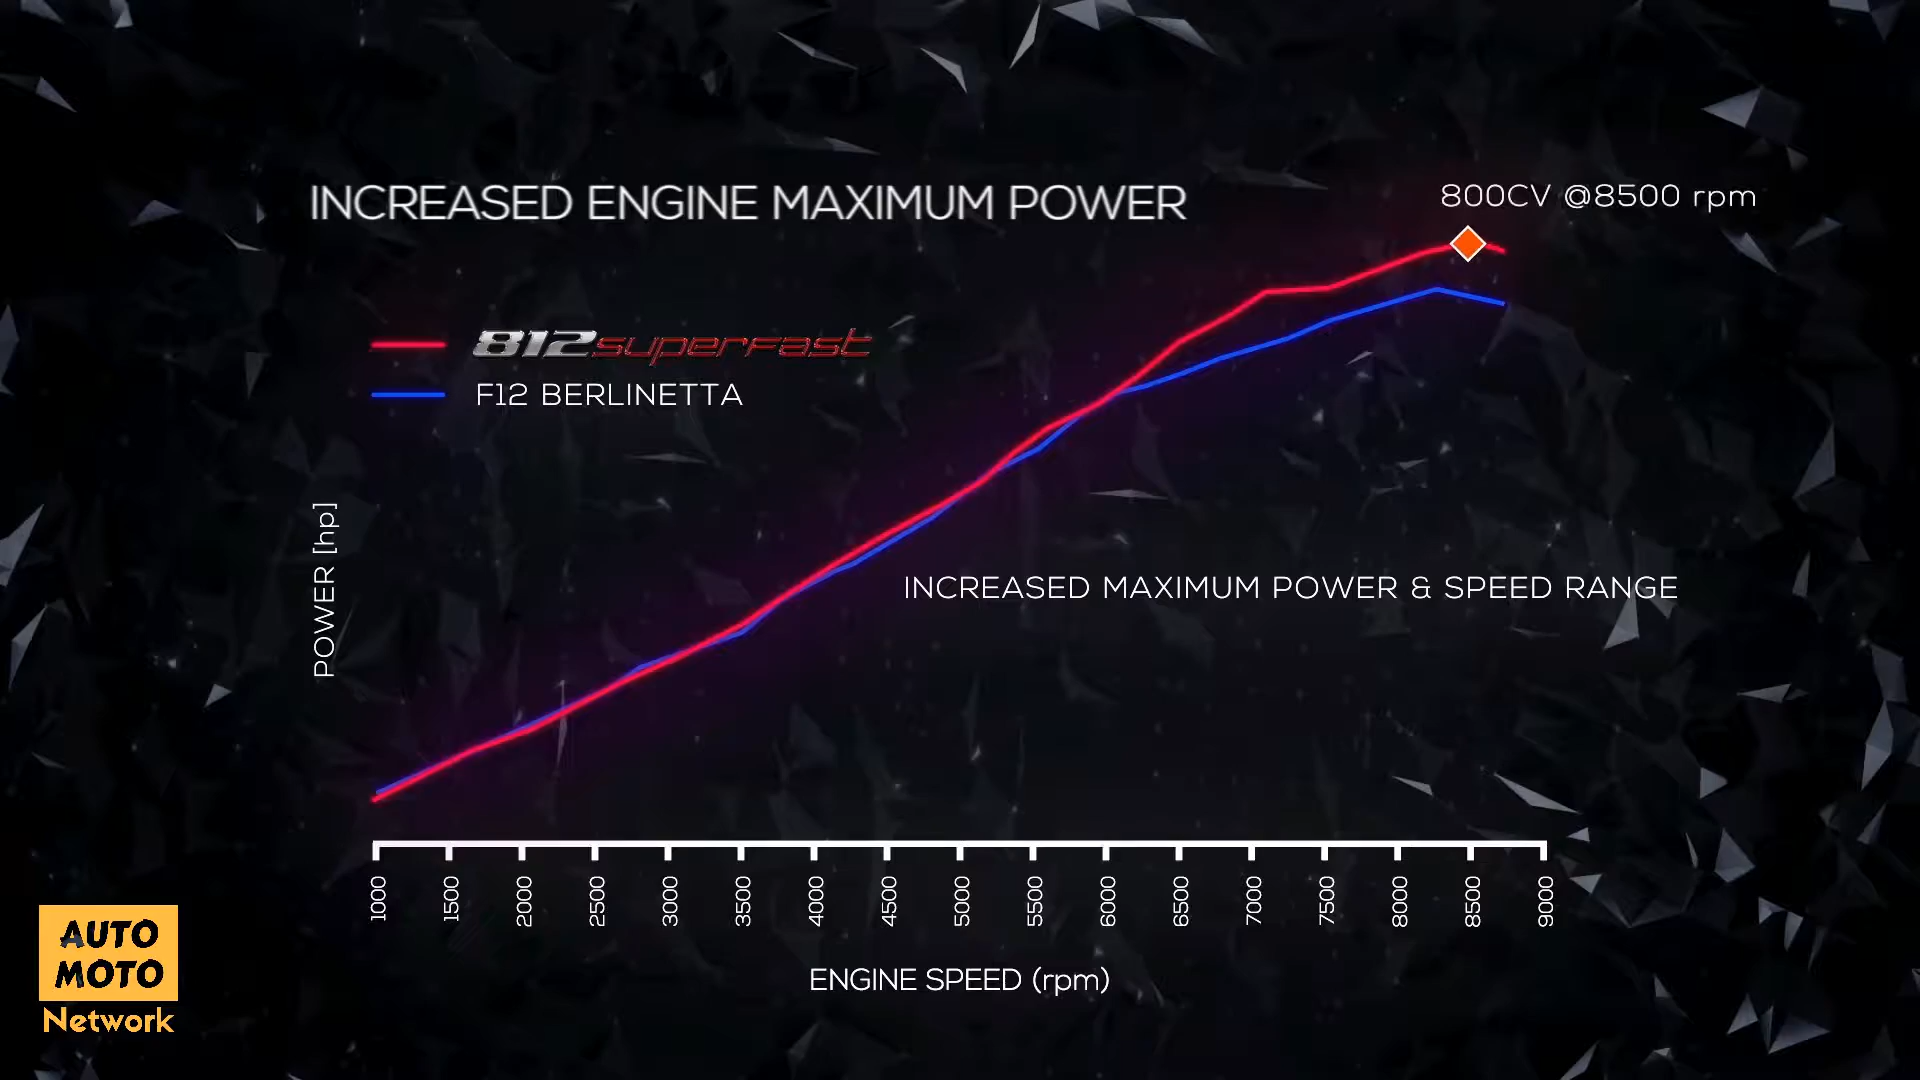 INCREASED ENGINE MAXIMUM POWER
800CV @8500 rpm
812superfast
F12 BERLINETTA
POWER [hp]
INCREASED MAXIMUM POWER & SPEED RANGE
1000 1500 2000 2500 3000 3500 4000 4500 5000 5500 6000 6500 7000 7500 8000 8500 9000
ENGINE SPEED (rpm)
AUTO
MOTO
Network